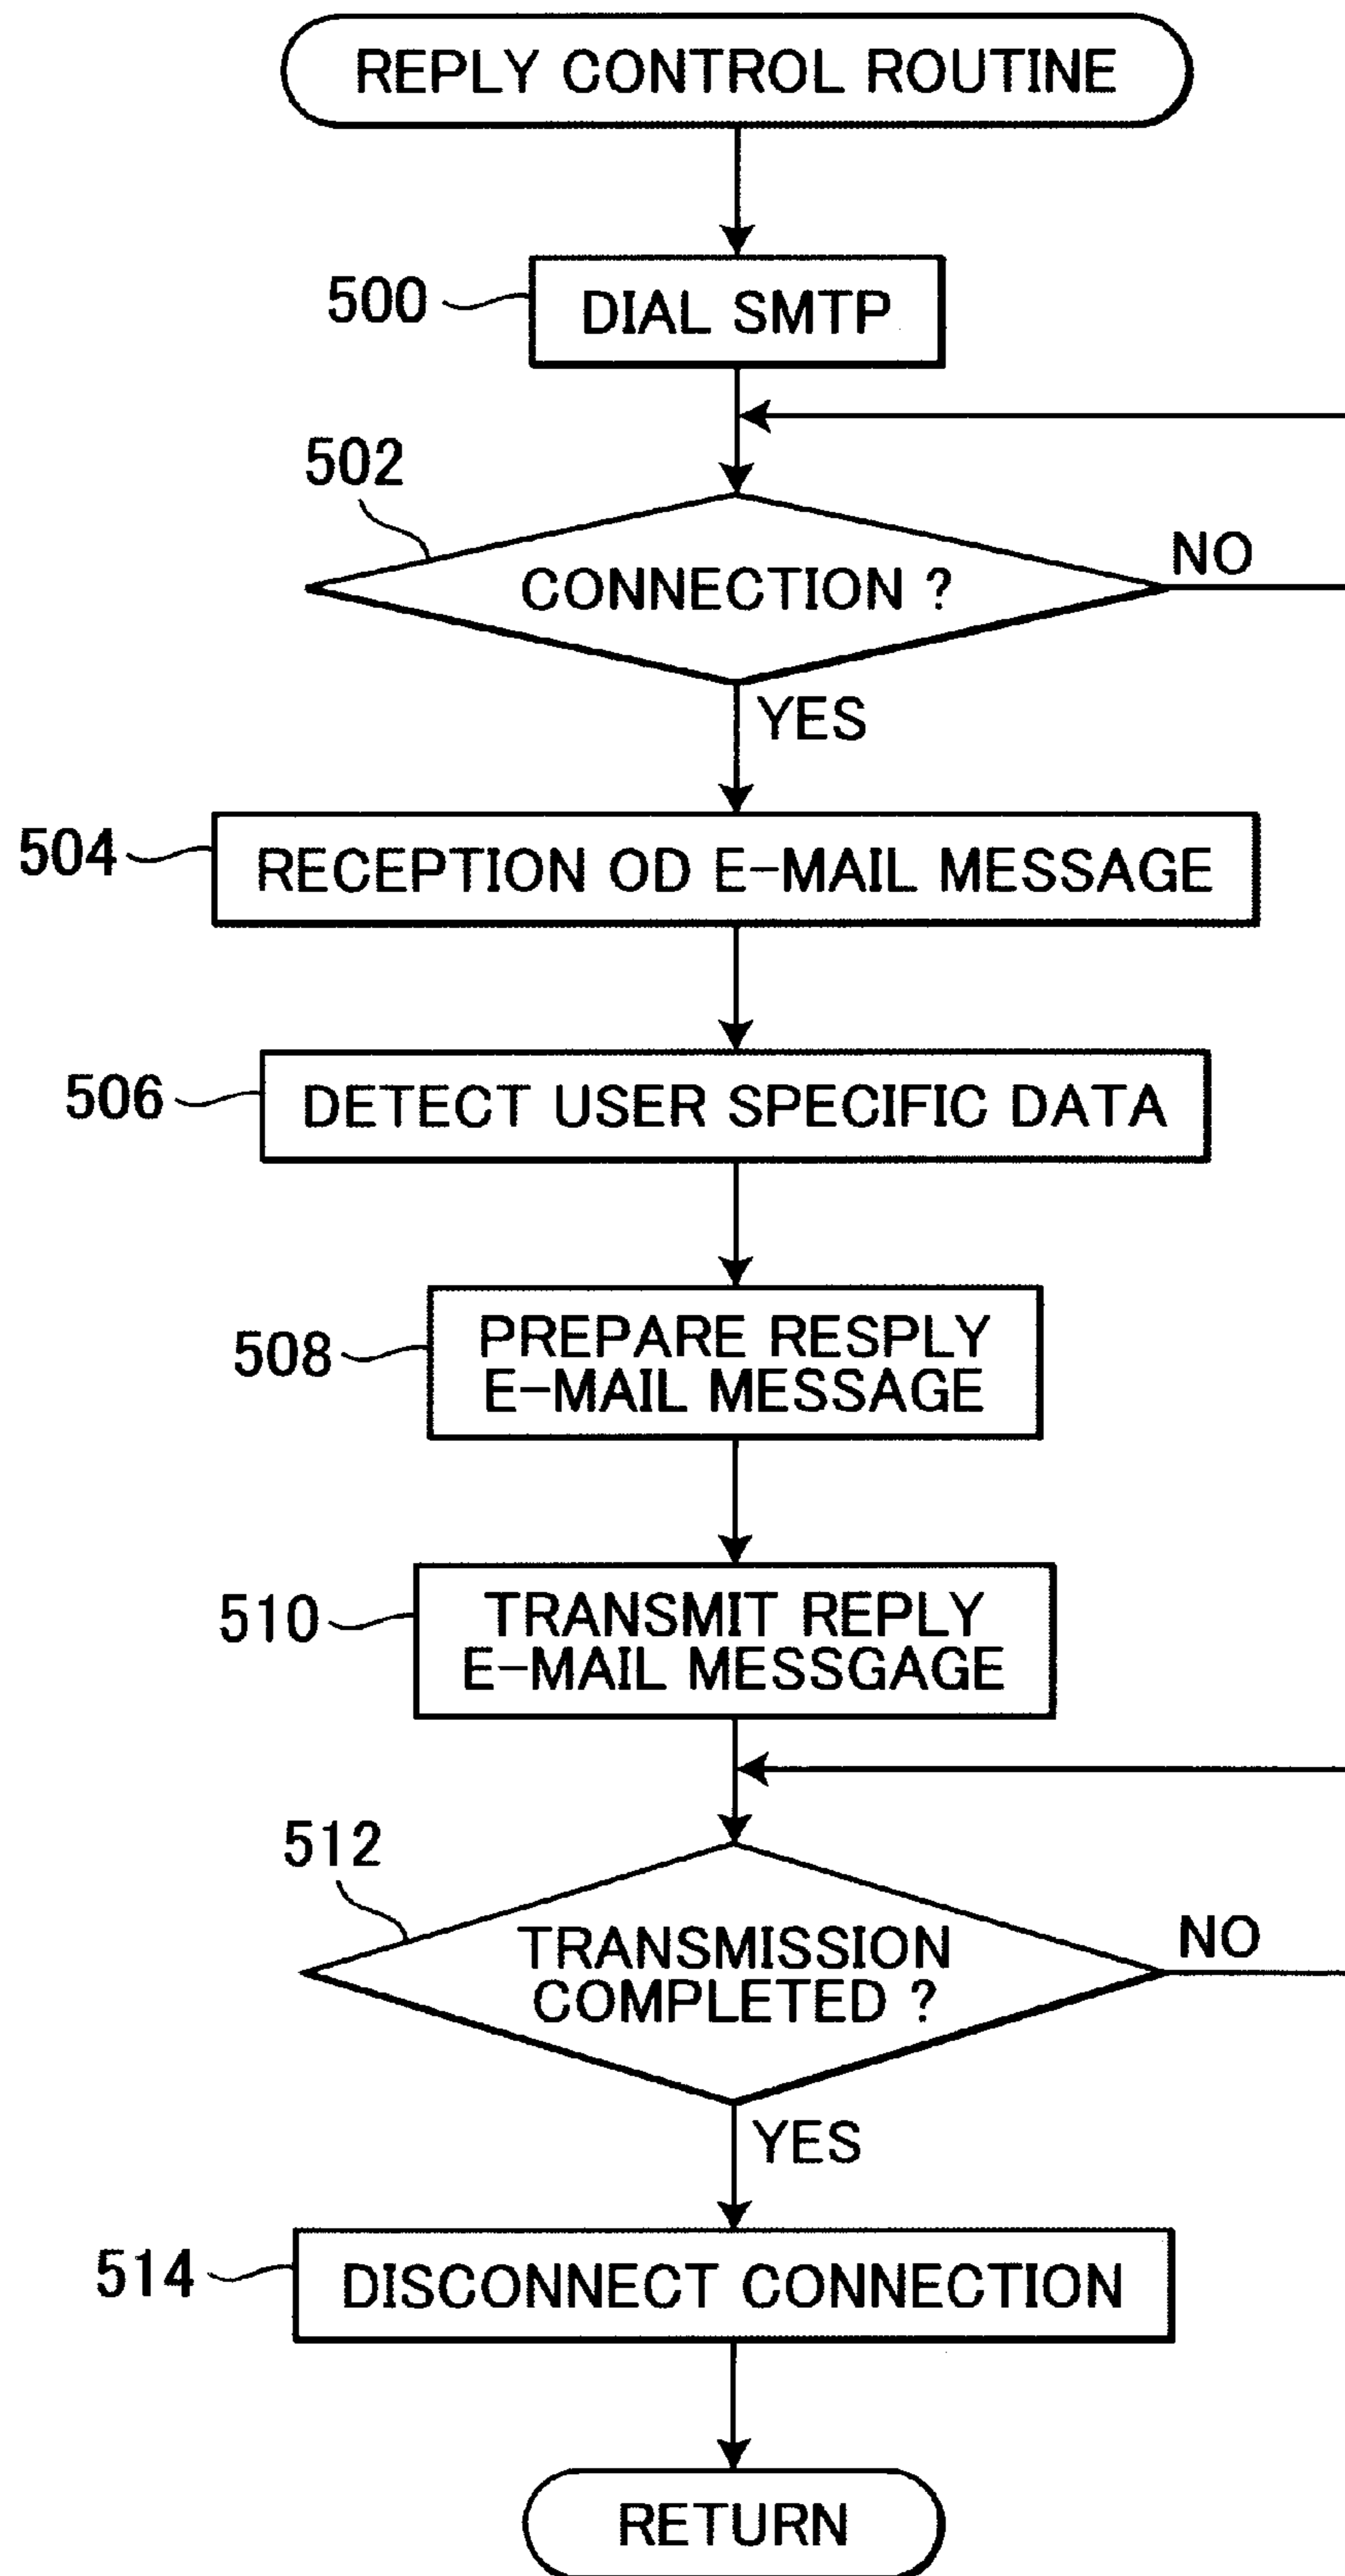 REPLY CONTROL ROUTINE
500
DIAL SMTP
502
CONNECTION ?
NO
YES
504
RECEPTION OD E-MAIL MESSAGE
506
DETECT USER SPECIFIC DATA
508
PREPARE RESPLY
E-MAIL MESSAGE
510
TRANSMIT REPLY
E-MAIL MESSGAGE
512
TRANSMISSION
COMPLETED ?
NO
YES
514
DISCONNECT CONNECTION
RETURN